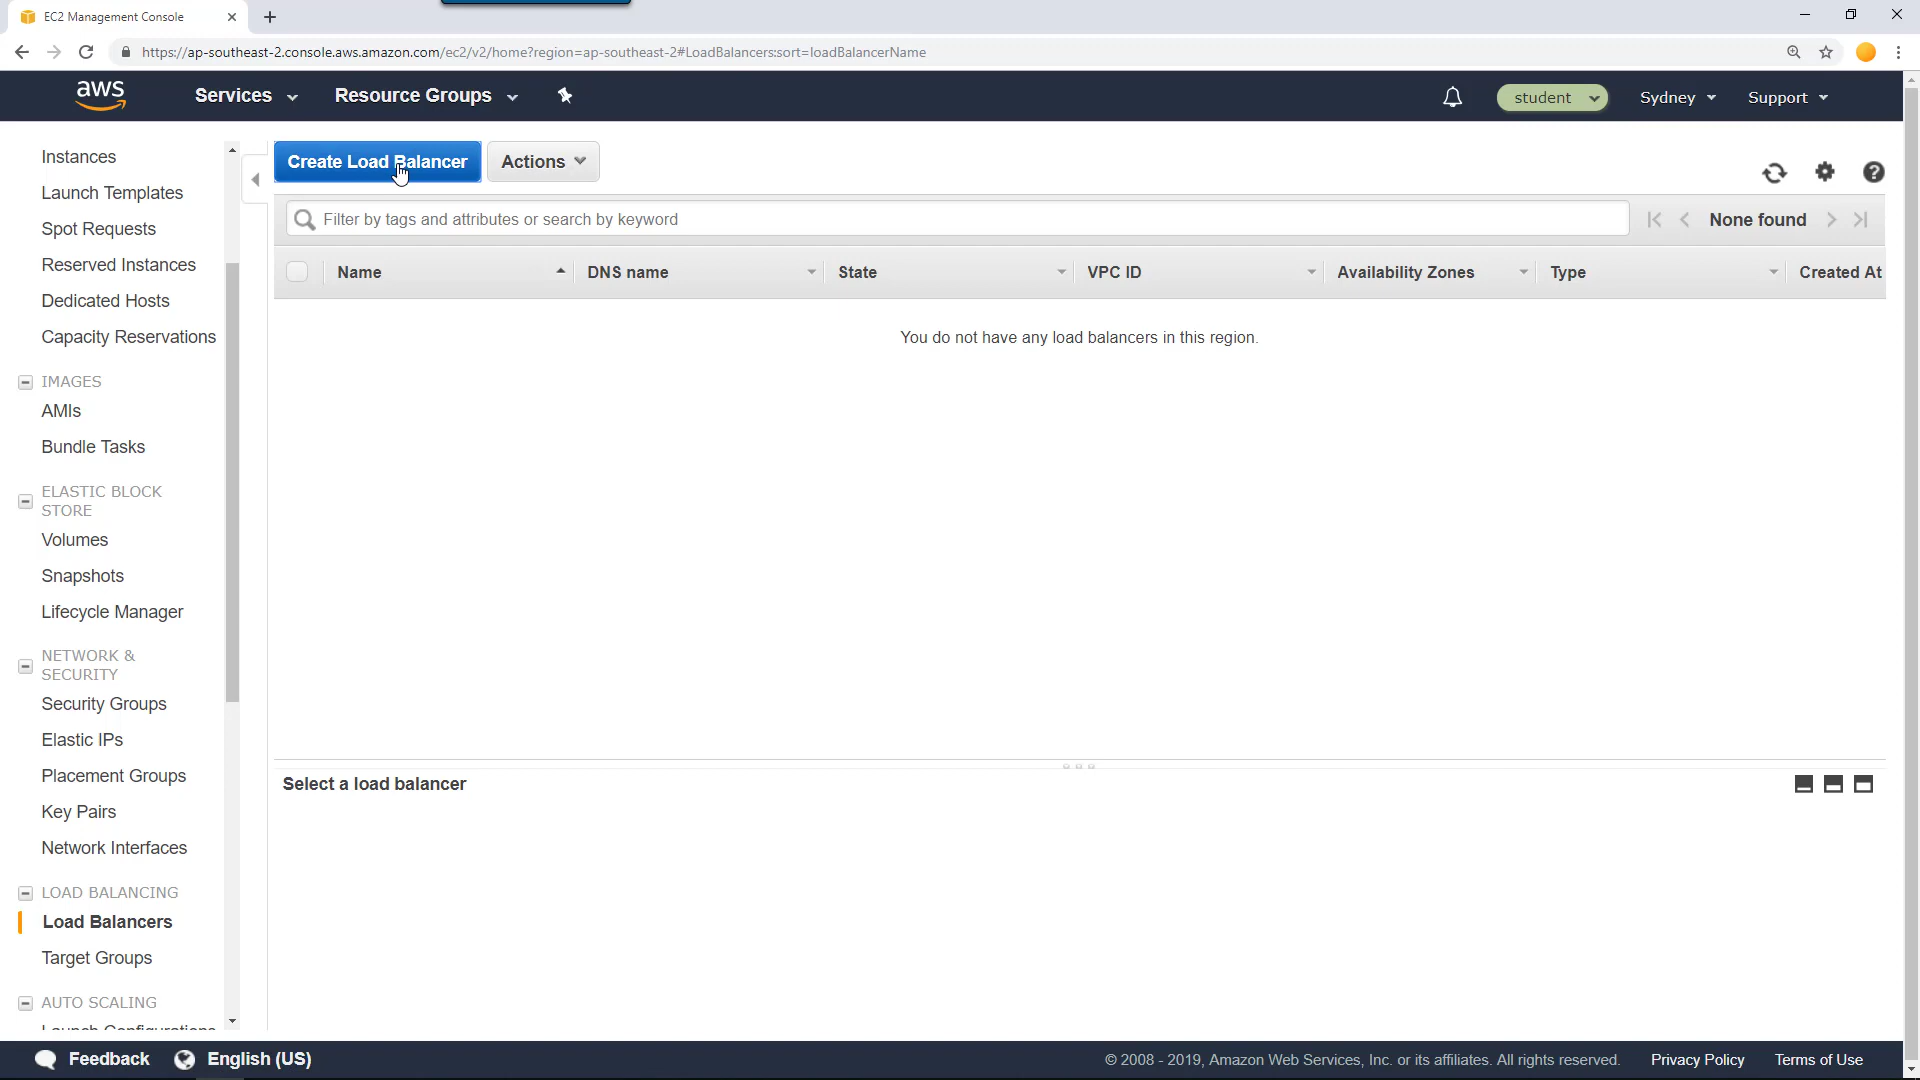 EC2 Management Console
https://ap-southeast-2.console.aws.amazon.com/ec2/v2/home?region=ap-southeast-2#LoadBalancers:sort=loadBalancerName
aws Services Resource Groups student Sydney Support
Instances
Launch Templates
Spot Requests
Reserved Instances
Dedicated Hosts
Capacity Reservations
IMAGES
AMIs
Bundle Tasks
ELASTIC BLOCK
STORE
Volumes
Snapshots
Lifecycle Manager
NETWORK &
SECURITY
Security Groups
Elastic IPs
Placement Groups
Key Pairs
Network Interfaces
LOAD BALANCING
Load Balancers
Target Groups
AUTO SCALING
Launch Configurations
Create Load Balancer Actions
Filter by tags and attributes or search by keyword None found
Name DNS name State VPC ID Availability Zones Type Created At
You do not have any load balancers in this region.
Select a load balancer
Feedback English (US) © 2008 - 2019, Amazon Web Services, Inc. or its affiliates. All rights reserved. Privacy Policy Terms of Use